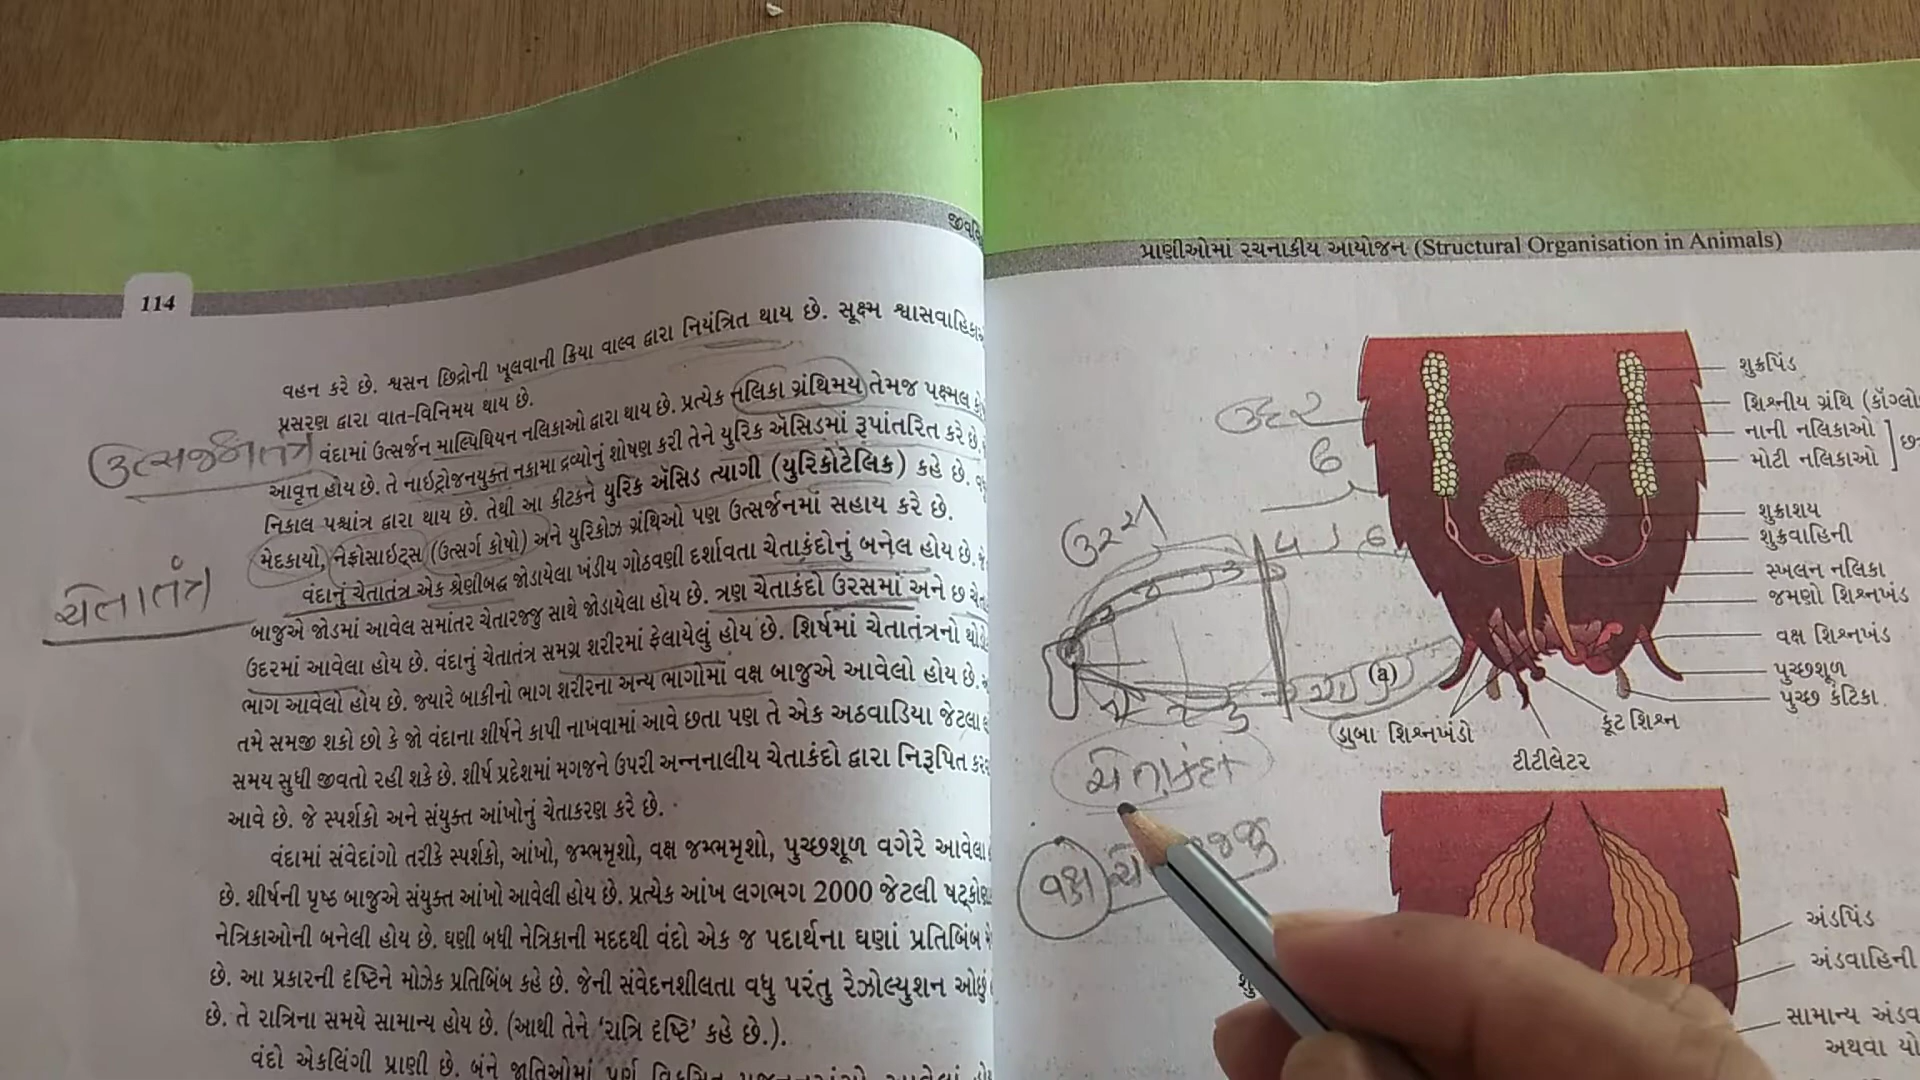 જીવવિ
114
વહન કરે છે. શ્વસન છિદ્રોની ખૂલવાની ક્રિયા વાલ્વ દ્વારા નિયંત્રિત થાય છે. સૂક્ષ્મ શ્વાસવાહિકાઓ
પ્રસરણ દ્વારા વાત-વિનિમય થાય છે.
વંદામાં ઉત્સર્જન માલ્પિઘિયન નલિકાઓ દ્વારા થાય છે. પ્રત્યેક નલિકા ગ્રંથિમય તેમજ પક્ષ્મલ
આવૃત્ત હોય છે. તે નાઇટ્રોજનયુક્ત નકામા દ્રવ્યોનું શોષણ કરી તેને યુરિક ઍસિડમાં રૂપાંતરિત કરે છે.
નિકાલ પશ્ચાંત્ર દ્વારા થાય છે. તેથી આ કીટકને યુરિક ઍસિડ ત્યાગી (યુરિકોટેલિક) કહે છે.
મેદકાયો, નેફ્રોસાઈટ્સ (ઉત્સર્ગ કોષો) અને યુરિકોઝ ગ્રંથિઓ પણ ઉત્સર્જનમાં સહાય કરે છે.
વંદાનું ચેતાતંત્ર એક શ્રેણીબદ્ધ જોડાયેલા ખંડીય ગોઠવણી દર્શાવતા ચેતાકંદોનું બનેલ હોય છે.
બાજુએ જોડમાં આવેલ સમાંતર ચેતારજ્જુ સાથે જોડાયેલા હોય છે. ત્રણ ચેતાકંદો ઉરસમાં અને છ
ઉદરમાં આવેલા હોય છે. વંદાનું ચેતાતંત્ર સમગ્ર શરીરમાં ફેલાયેલું હોય છે. શિર્ષમાં ચેતાતંત્રનો થોડો
ભાગ આવેલો હોય છે. જ્યારે બાકીનો ભાગ શરીરના અન્ય ભાગોમાં વક્ષ બાજુએ આવેલો હોય છે.
તમે સમજી શકો છો કે જો વંદાના શીર્ષને કાપી નાખવામાં આવે છતા પણ તે એક અઠવાડિયા જેટલા
સમય સુધી જીવતો રહી શકે છે. શીર્ષ પ્રદેશમાં મગજને ઉપરી અન્નનાલીય ચેતાકંદો દ્વારા નિરૂપિત
આવે છે. જે સ્પર્શકો અને સંયુક્ત આંખોનું ચેતાકરણ કરે છે.
વંદામાં સંવેદાંગો તરીકે સ્પર્શકો, આંખો, જમ્ભમૃશો, વક્ષ જમ્ભમૃશો, પુચ્છશૂળ વગેરે આવેલા
છે. શીર્ષની પૃષ્ઠ બાજુએ સંયુક્ત આંખો આવેલી હોય છે. પ્રત્યેક આંખ લગભગ 2000 જેટલી ષટ્કોણ
નેત્રિકાઓની બનેલી હોય છે. ઘણી બધી નેત્રિકાની મદદથી વંદો એક જ પદાર્થના ઘણાં પ્રતિબિંબ
છે. આ પ્રકારની દૃષ્ટિને મોઝેક પ્રતિબિંબ કહે છે. જેની સંવેદનશીલતા વધુ પરંતુ રેઝોલ્યુશન ઓછું
છે. તે રાત્રિના સમયે સામાન્ય હોય છે. (આથી તેને ‘રાત્રિ દૃષ્ટિ’ કહે છે.).
વંદો એકલિંગી પ્રાણી છે. બંને જાતિઓમાં
ઉત્સર્જનતંત્ર
ચેતાતંત્ર
પ્રાણીઓમાં રચનાકીય આયોજન (Structural Organisation in Animals)
શુક્રપિંડ
શિશ્નીય ગ્રંથિ (કૉંગ્લો
નાની નલિકાઓ
મોટી નલિકાઓ
શુક્રાશય
શુક્રવાહિની
સ્ખલન નલિકા
જમણો શિશ્નખંડ
વક્ષ શિશ્નખંડ
પુચ્છશૂળ
પુચ્છ કંટિકા
કૂટ શિશ્ન
ડાબા શિશ્નખંડો
ટીટીલેટર
(a)
ઉદર
6
ઉરસ
ચેતાકંદ
વક્ષ
અંડપિંડ
અંડવાહિની
સામાન્ય અંડવ
અથવા યો